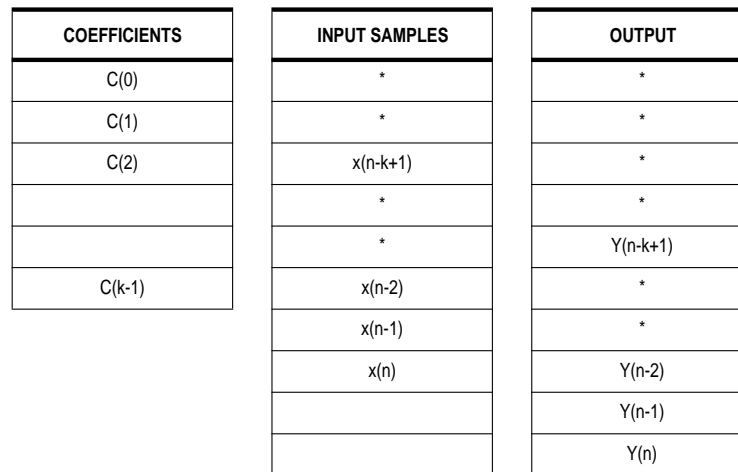 COEFFICIENTS
C(0)
C(1)
C(2)
C(k-1)
INPUT SAMPLES
*
*
x(n-k+1)
*
*
x(n-2)
x(n-1)
x(n)
OUTPUT
*
*
*
*
Y(n-k+1)
*
*
Y(n-2)
Y(n-1)
Y(n)